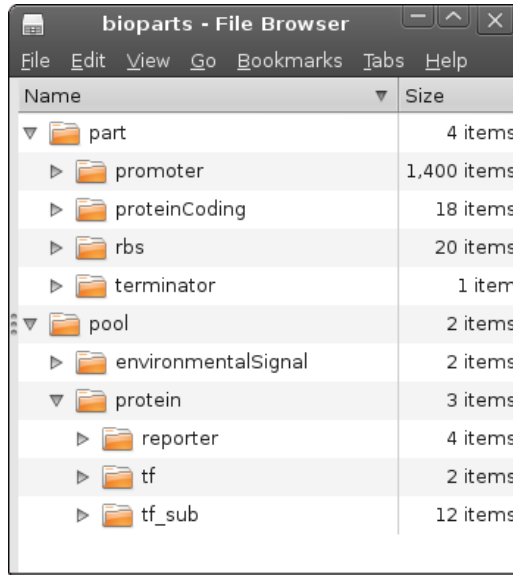 bioparts - File Browser
File Edit View Go Bookmarks Tabs Help
Name Size
part 4 items
promoter 1,400 items
proteinCoding 18 items
rbs 20 items
terminator 1 item
pool 2 items
environmentalSignal 2 items
protein 3 items
reporter 4 items
tf 2 items
tf_sub 12 items